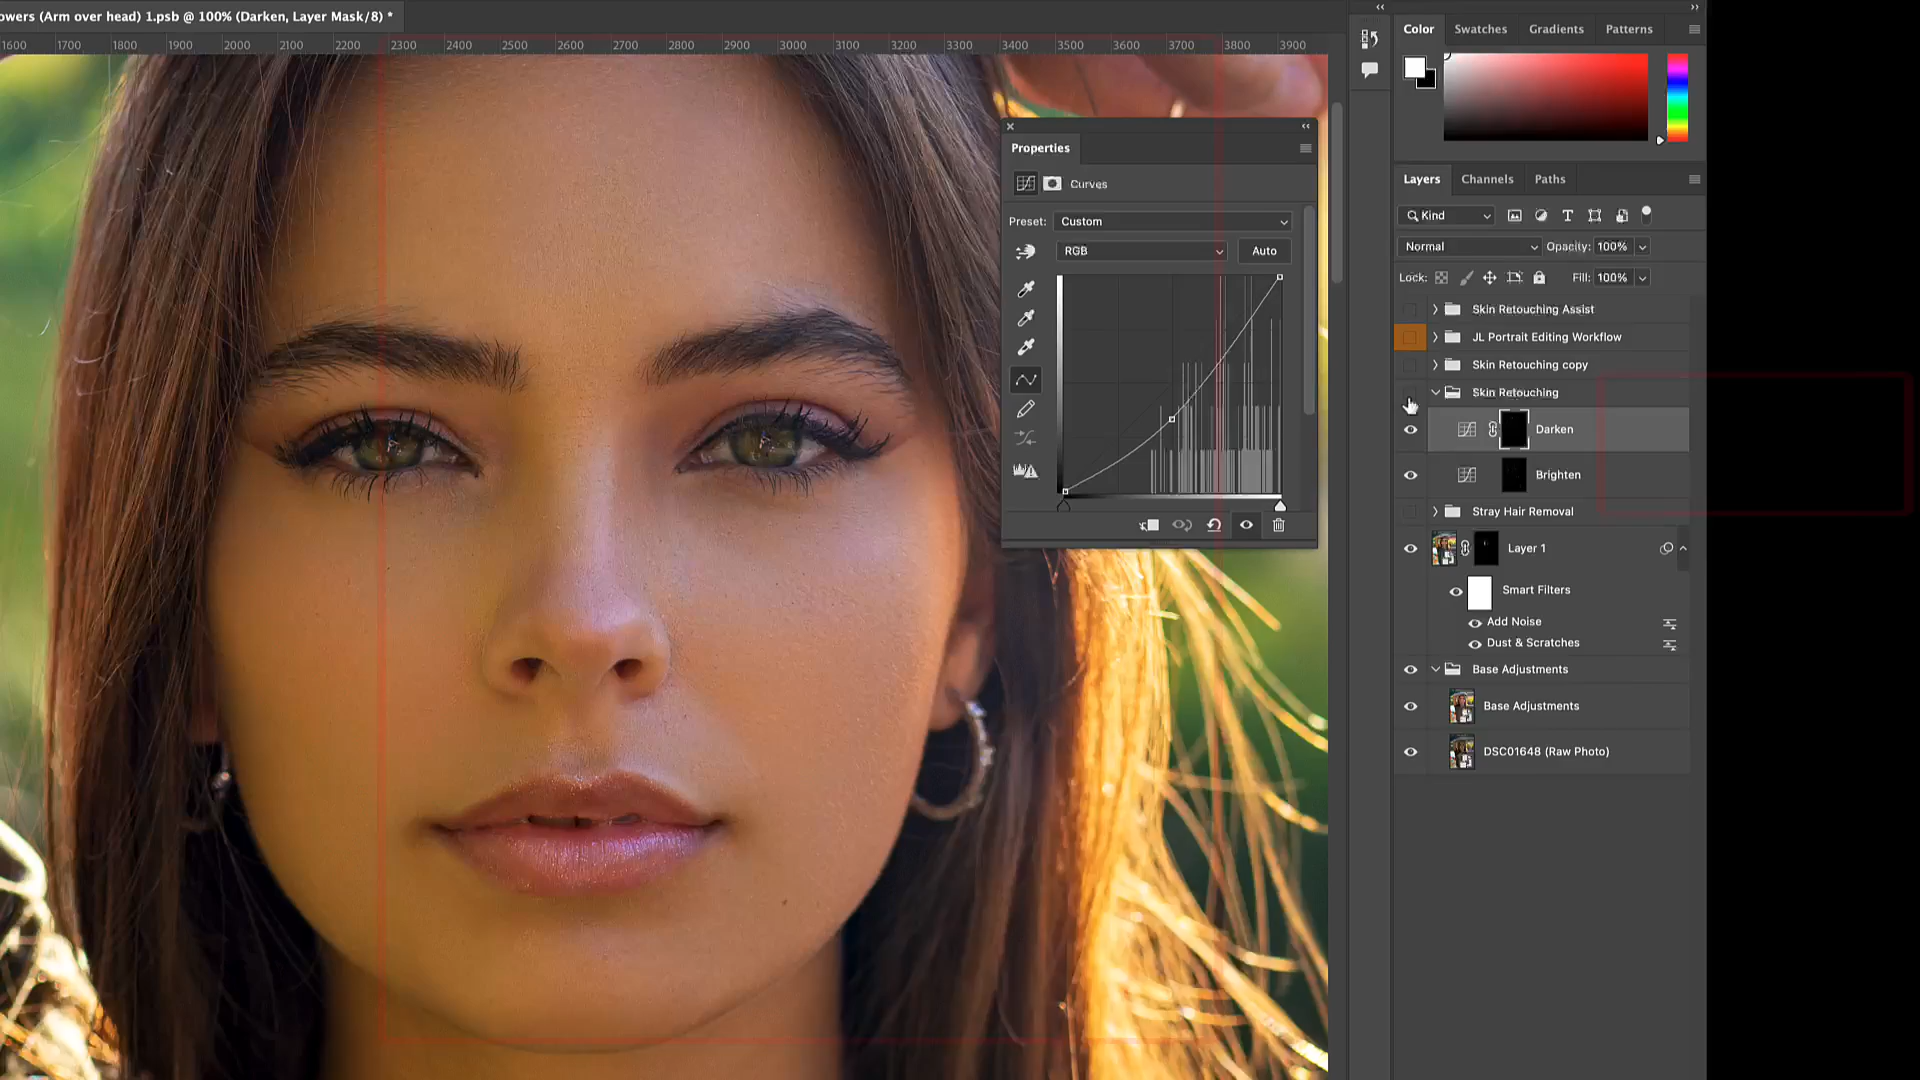 owers (Arm over head) 1.psb @ 100% (Darken, Layer Mask/8) *
1600 1700 1800 1900 2000 2100 2200 2300 2400 2500 2600 2700 2800 2900 3000 3100 3200 3300 3400 3500 3600 3700 3800 3900
Properties
Curves
Preset: Custom
RGB Auto
Color Swatches Gradients Patterns
Layers Channels Paths
Kind
Normal Opacity: 100%
Lock: Fill: 100%
Skin Retouching Assist
JL Portrait Editing Workflow
Skin Retouching copy
Skin Retouching
Darken
Brighten
Stray Hair Removal
Layer 1
Smart Filters
Add Noise
Dust & Scratches
Base Adjustments
Base Adjustments
DSC01648 (Raw Photo)